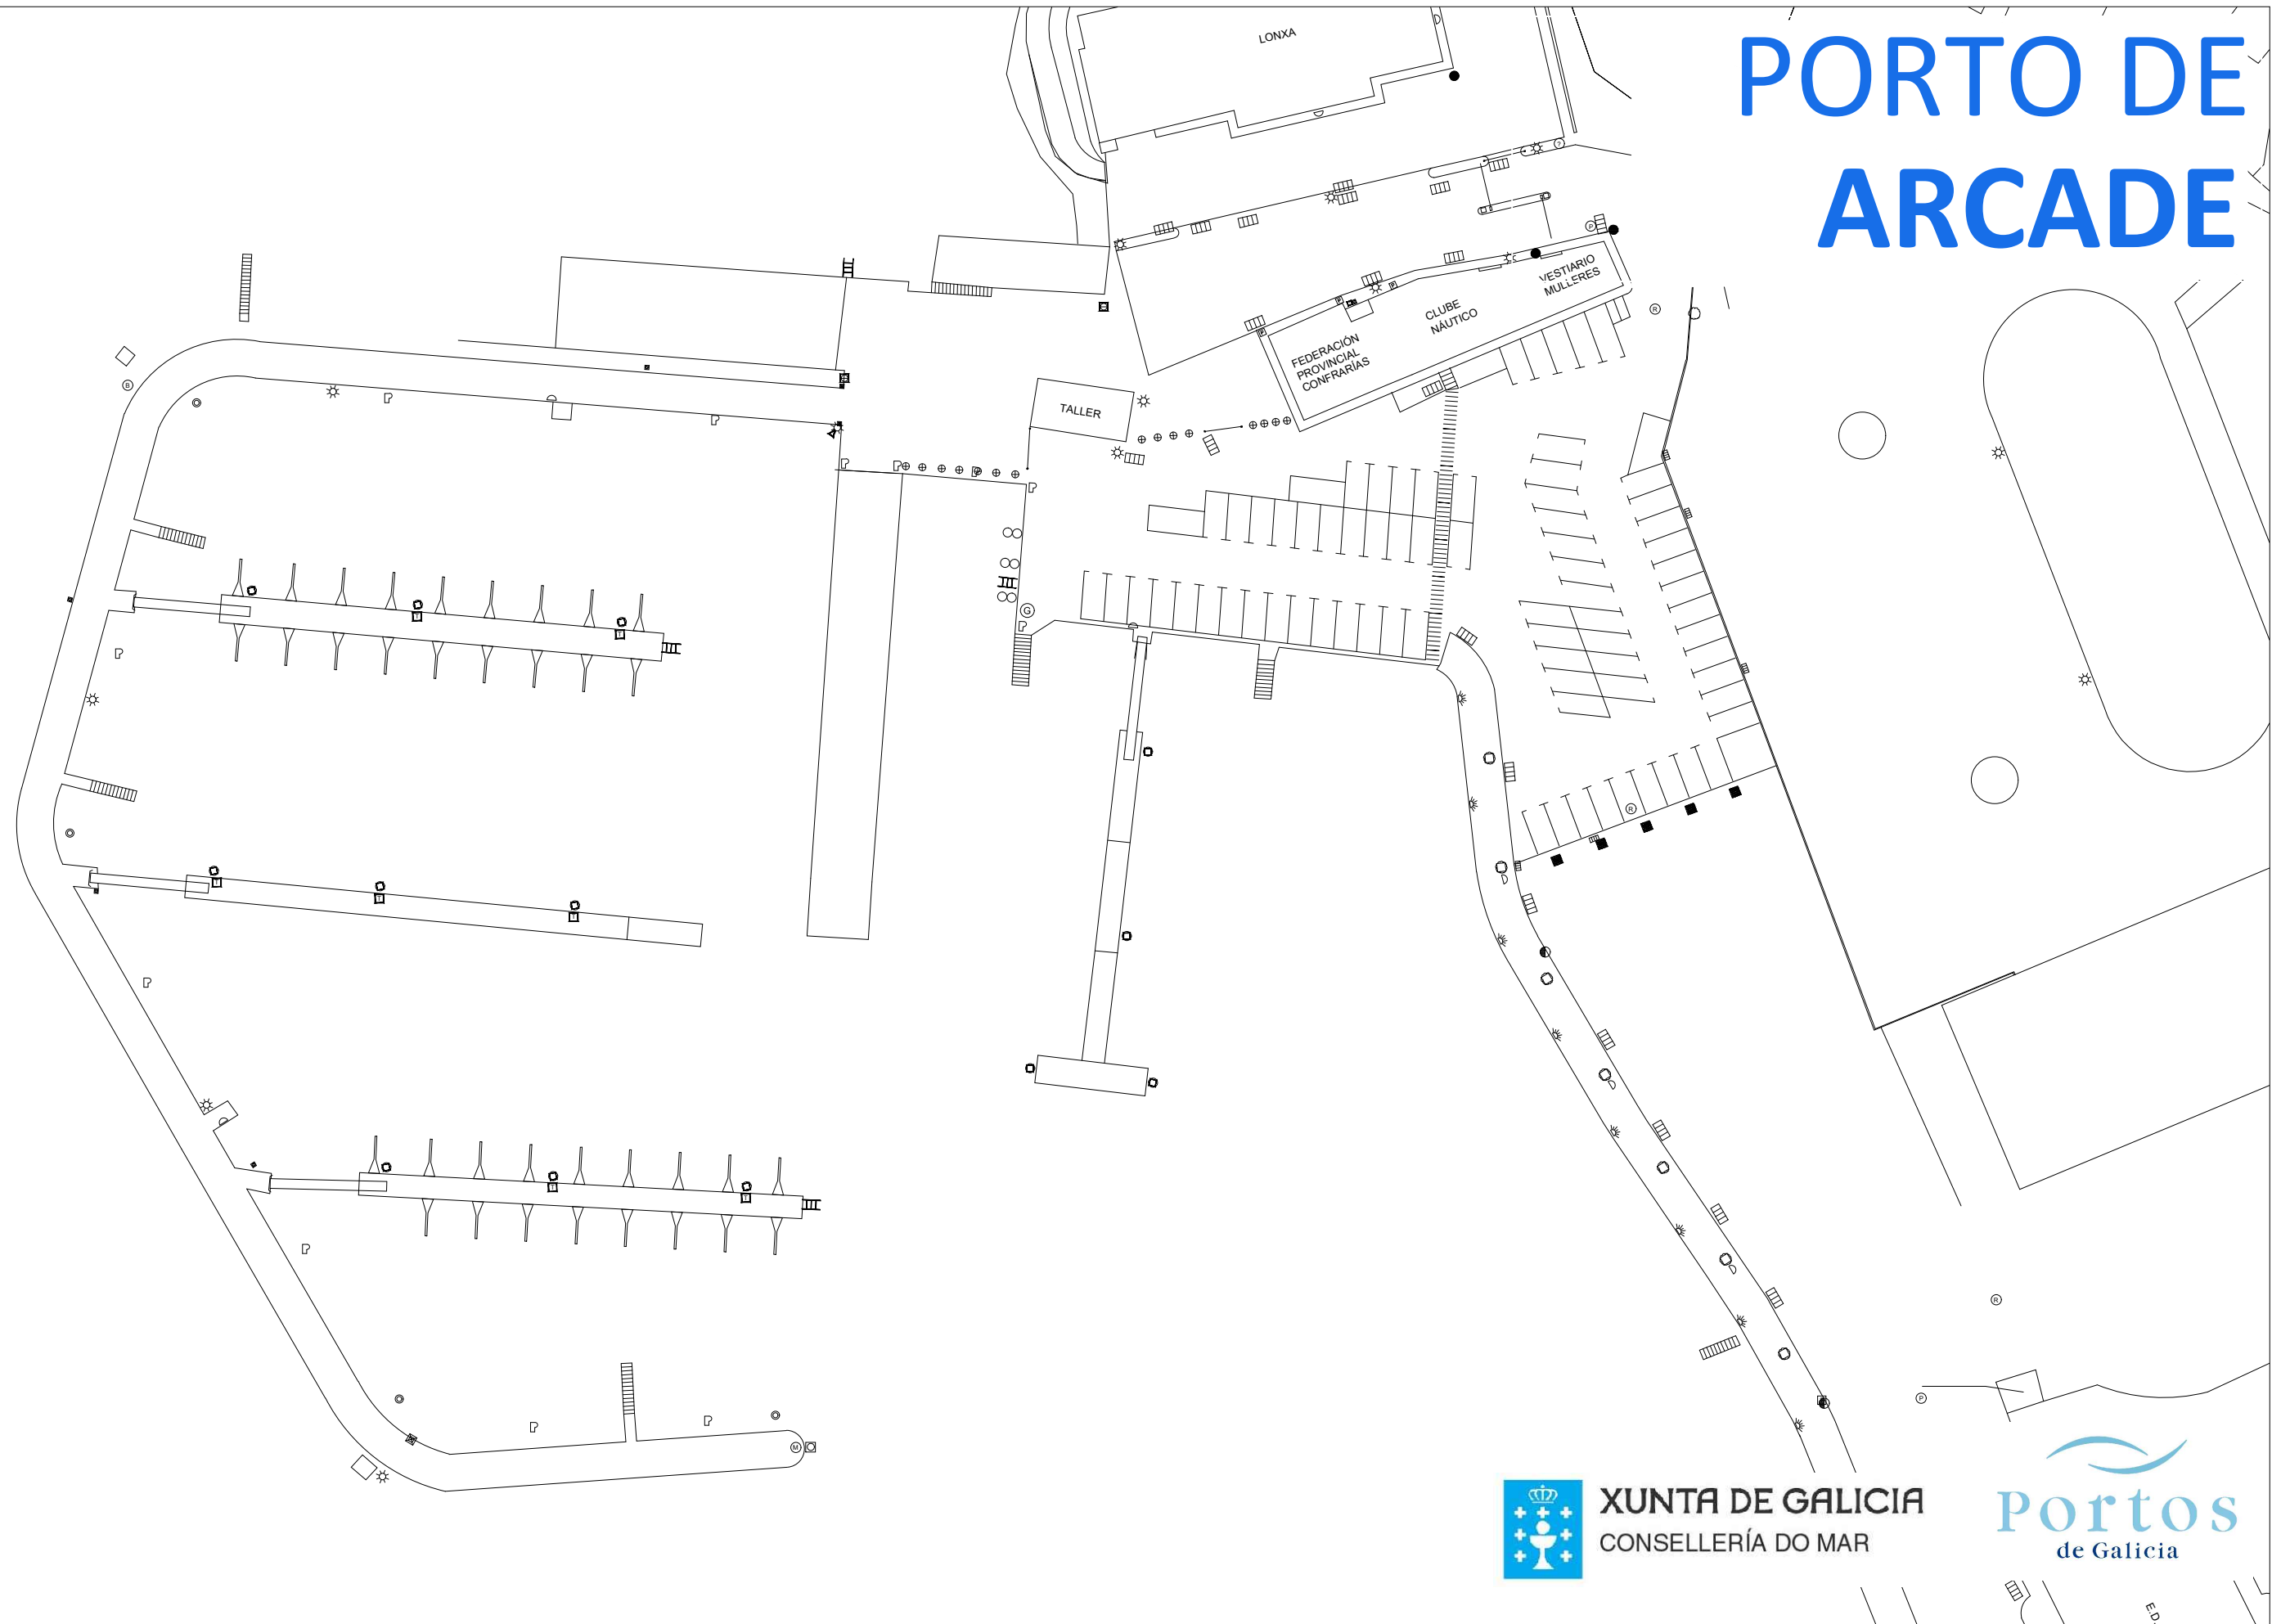 PORTO DE
ARCADE
LONXA
VESTIARIO
MULLERES
CLUBE
NÁUTICO
FEDERACIÓN
PROVINCIAL
CONFRARÍAS
TALLER
?
P
R
B
G
R
R
P
M
XUNTA DE GALICIA
CONSELLERÍA DO MAR
Portos
de Galicia